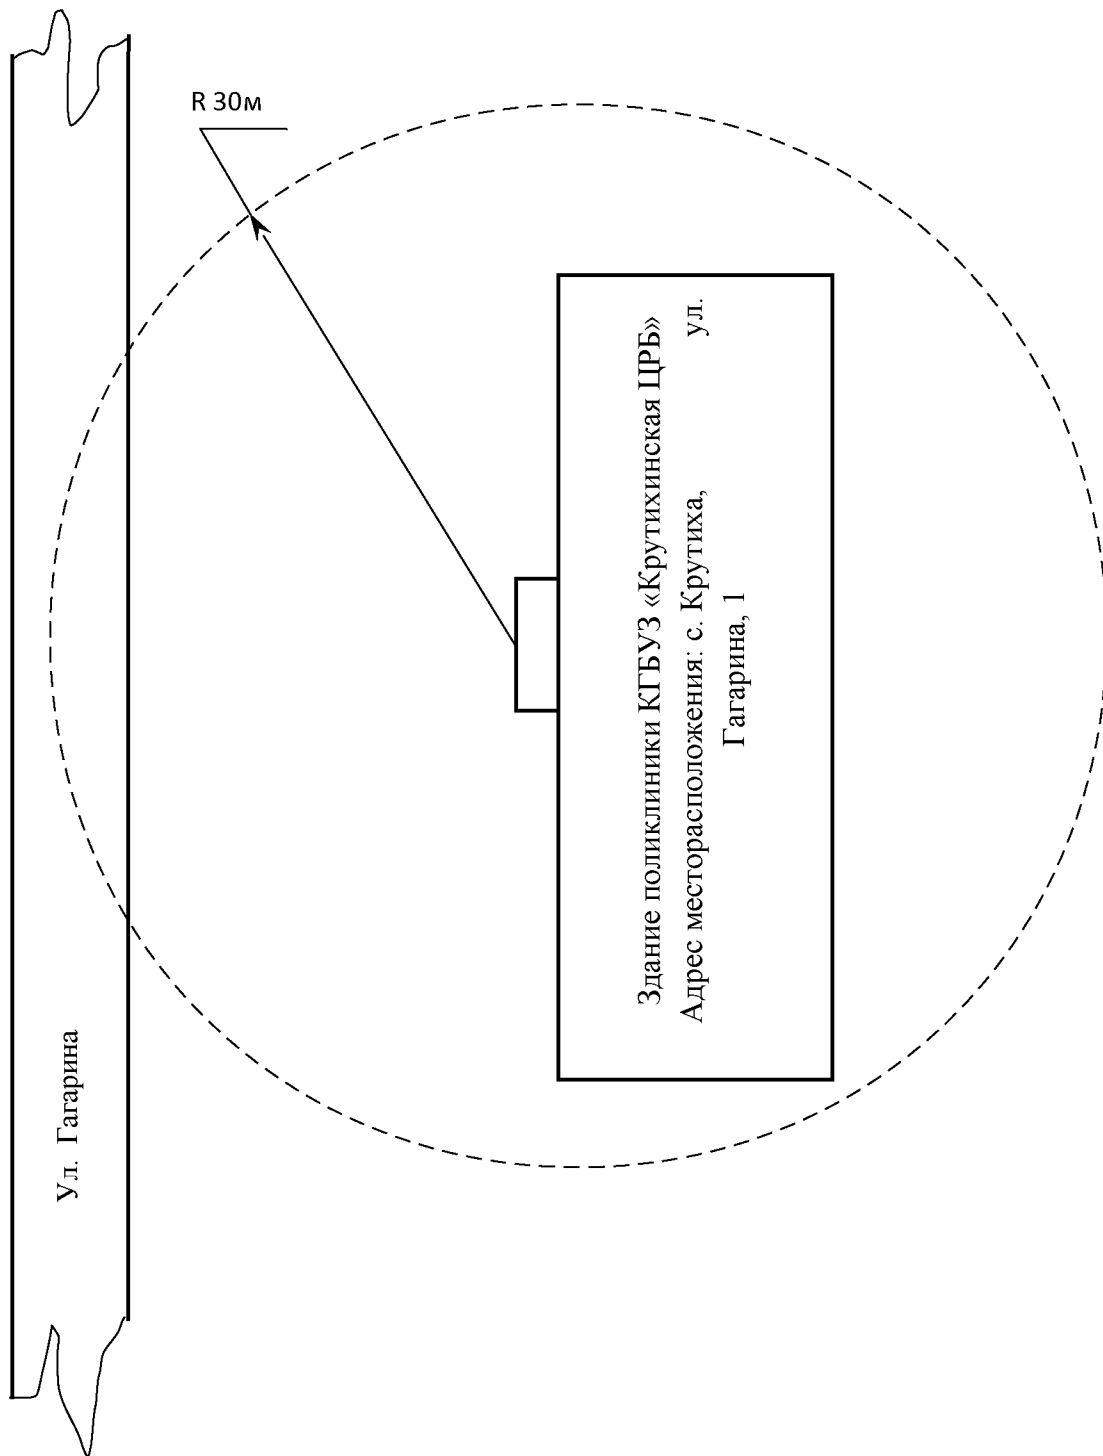 R 30м
Ул. Гагарина
Здание поликлиники КГБУЗ «Крутихинская ЦРБ»
Адрес месторасположения: с. Крутиха, ул.
Гагарина, 1